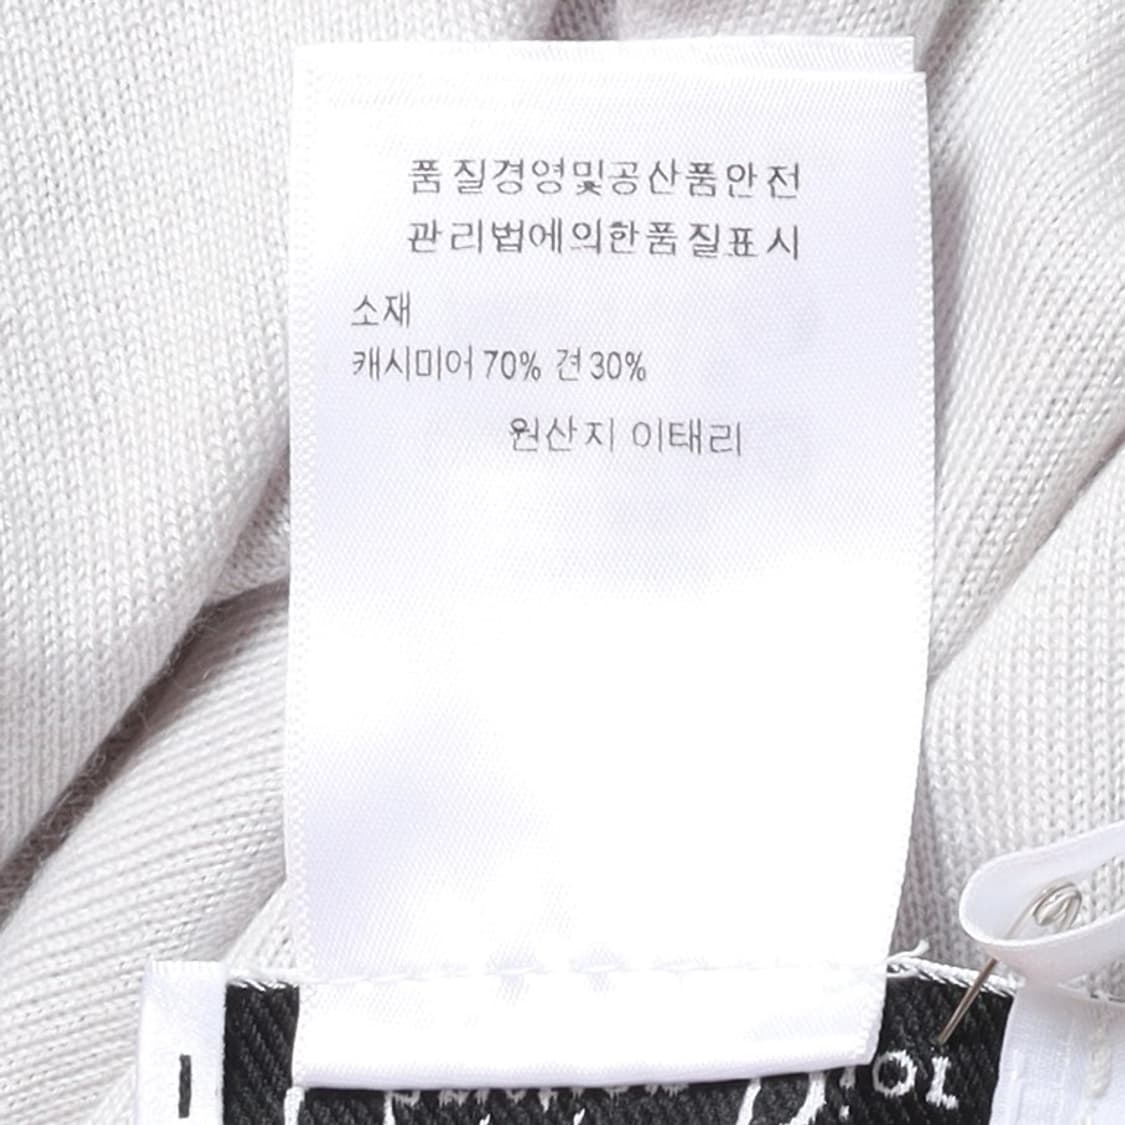 품질경영및공산품안전
관리법에의한품질표시
소재
캐시미어 70% 견 30%
원산지 이태리